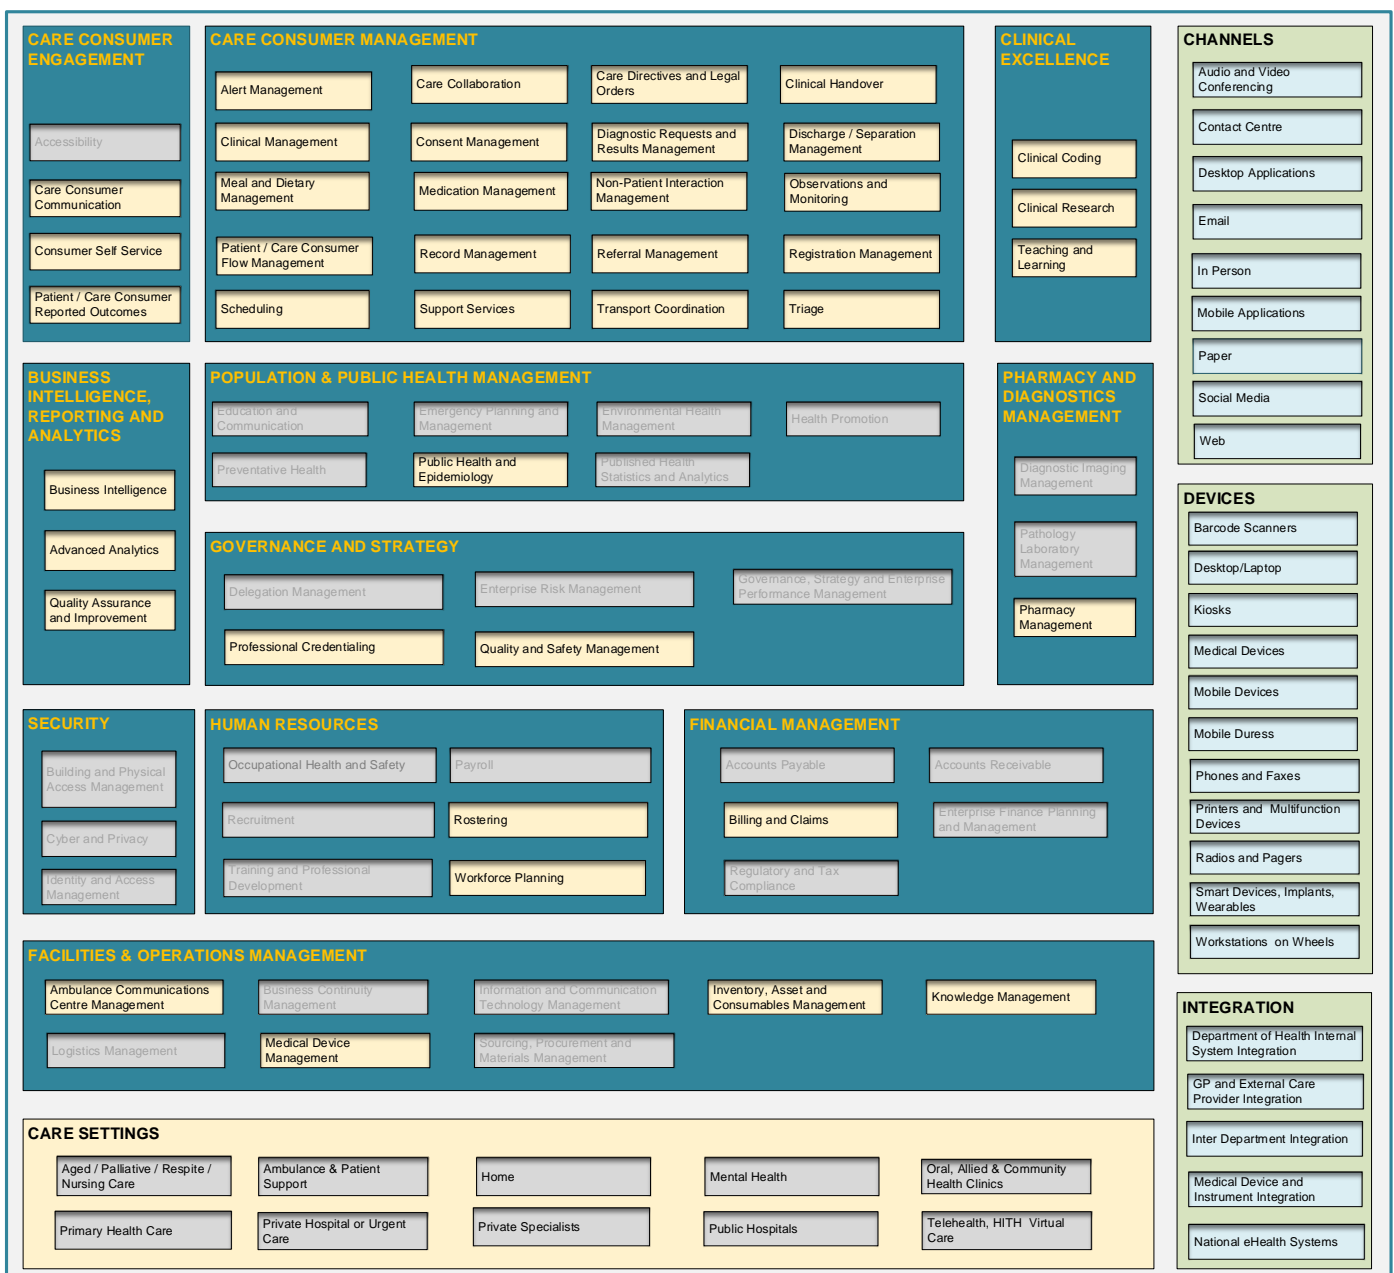 CARE CONSUMER
ENGAGEMENT
Accessibility
Care Consumer
Communication
Consumer Self Service
Patient / Care Consumer
Reported Outcomes
CARE CONSUMER MANAGEMENT
Alert Management
Care Collaboration
Care Directives and Legal
Orders
Clinical Handover
Clinical Management
Consent Management
Diagnostic Requests and
Results Management
Discharge / Separation
Management
Meal and Dietary
Management
Medication Management
Non-Patient Interaction
Management
Observations and
Monitoring
Patient / Care Consumer
Flow Management
Record Management
Referral Management
Registration Management
Scheduling
Support Services
Transport Coordination
Triage
CLINICAL
EXCELLENCE
Clinical Coding
Clinical Research
Teaching and
Learning
BUSINESS
INTELLIGENCE,
REPORTING AND
ANALYTICS
Business Intelligence
Advanced Analytics
Quality Assurance
and Improvement
POPULATION & PUBLIC HEALTH MANAGEMENT
Education and
Communication
Emergency Planning and
Management
Environmental Health
Management
Health Promotion
Preventative Health
Public Health and
Epidemiology
Published Health
Statistics and Analytics
GOVERNANCE AND STRATEGY
Delegation Management
Enterprise Risk Management
Governance, Strategy and Enterprise
Performance Management
Professional Credentialing
Quality and Safety Management
PHARMACY AND
DIAGNOSTICS
MANAGEMENT
Diagnostic Imaging
Management
Pathology
Laboratory
Management
Pharmacy
Management
SECURITY
Building and Physical
Access Management
Cyber and Privacy
Identity and Access
Management
HUMAN RESOURCES
Occupational Health and Safety
Payroll
Recruitment
Rostering
Training and Professional
Development
Workforce Planning
FINANCIAL MANAGEMENT
Accounts Payable
Accounts Receivable
Billing and Claims
Enterprise Finance Planning
and Management
Regulatory and Tax
Compliance
FACILITIES & OPERATIONS MANAGEMENT
Ambulance Communications
Centre Management
Business Continuity
Management
Information and Communication
Technology Management
Inventory, Asset and
Consumables Management
Knowledge Management
Logistics Management
Medical Device
Management
Sourcing, Procurement and
Materials Management
CARE SETTINGS
Aged / Palliative / Respite /
Nursing Care
Ambulance & Patient
Support
Home
Mental Health
Oral, Allied & Community
Health Clinics
Primary Health Care
Private Hospital or Urgent
Care
Private Specialists
Public Hospitals
Telehealth, HITH Virtual
Care
CHANNELS
Audio and Video
Conferencing
Contact Centre
Desktop Applications
Email
In Person
Mobile Applications
Paper
Social Media
Web
DEVICES
Barcode Scanners
Desktop/Laptop
Kiosks
Medical Devices
Mobile Devices
Mobile Duress
Phones and Faxes
Printers and Multifunction
Devices
Radios and Pagers
Smart Devices, Implants,
Wearables
Workstations on Wheels
INTEGRATION
Department of Health Internal
System Integration
GP and External Care
Provider Integration
Inter Department Integration
Medical Device and
Instrument Integration
National eHealth Systems